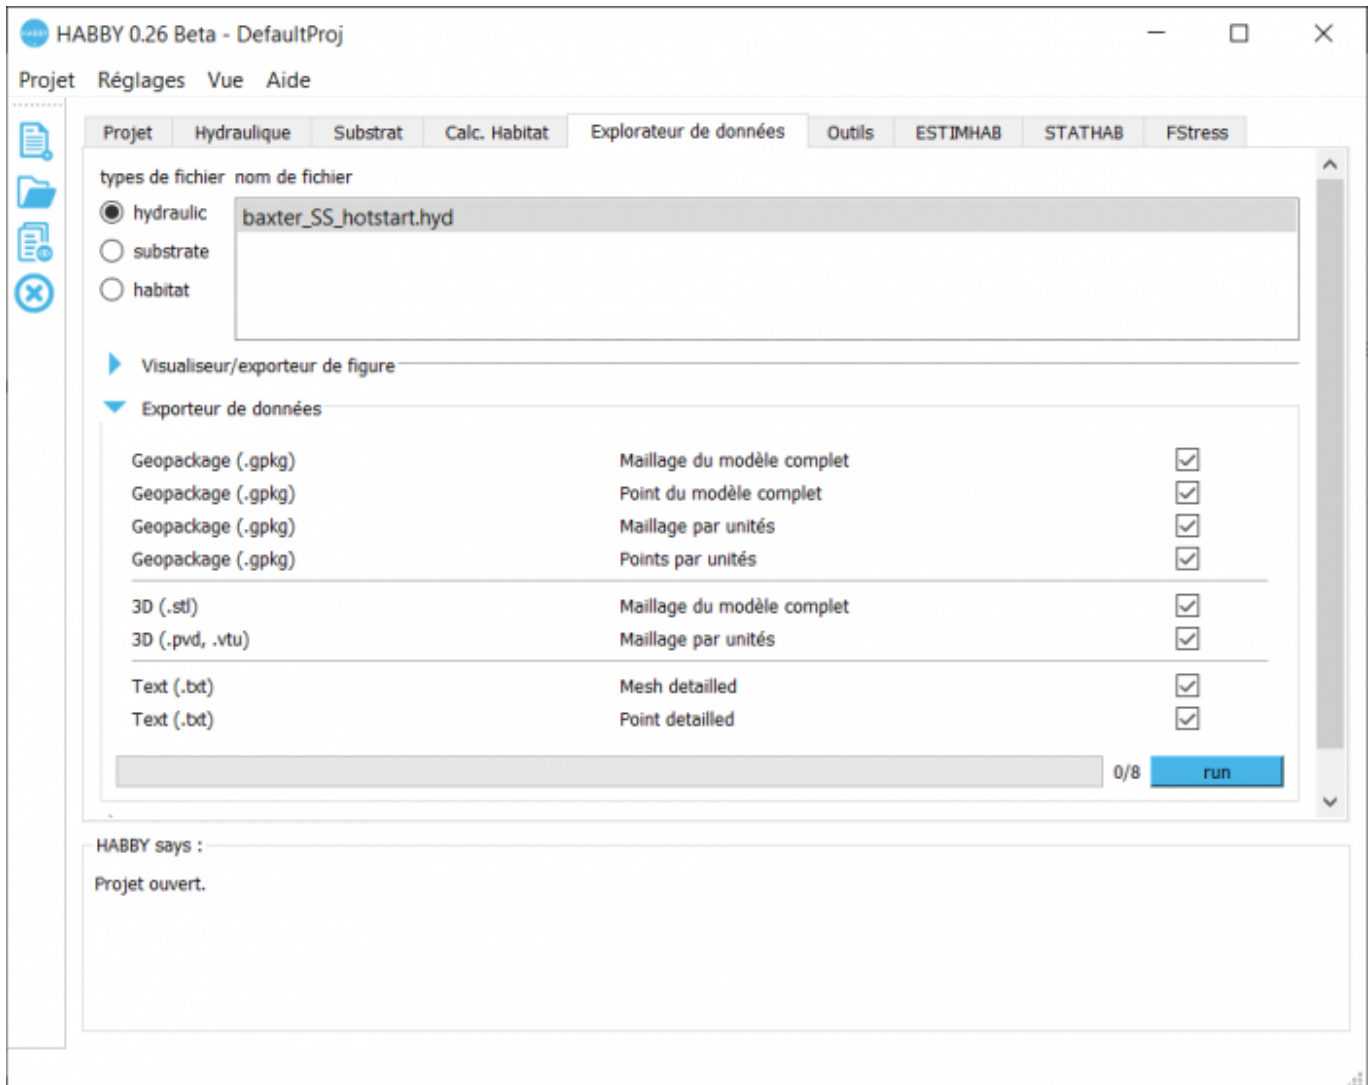 HABBY 0.26 Beta - DefaultProj
Projet Réglages Vue Aide
Projet Hydraulique Substrat Calc. Habitat Explorateur de données Outils ESTIMHAB STATHAB FStress
types de fichier nom de fichier
hydraulic baxter_SS_hotstart.hyd
substrate
habitat
Visualiseur/exporteur de figure
Exporteur de données
Geopackage (.gpkg) Maillage du modèle complet
Geopackage (.gpkg) Point du modèle complet
Geopackage (.gpkg) Maillage par unités
Geopackage (.gpkg) Points par unités
3D (.stl) Maillage du modèle complet
3D (.pvd, .vtu) Maillage par unités
Text (.txt) Mesh detailled
Text (.txt) Point detailled
0/8 run
HABBY says :
Projet ouvert.